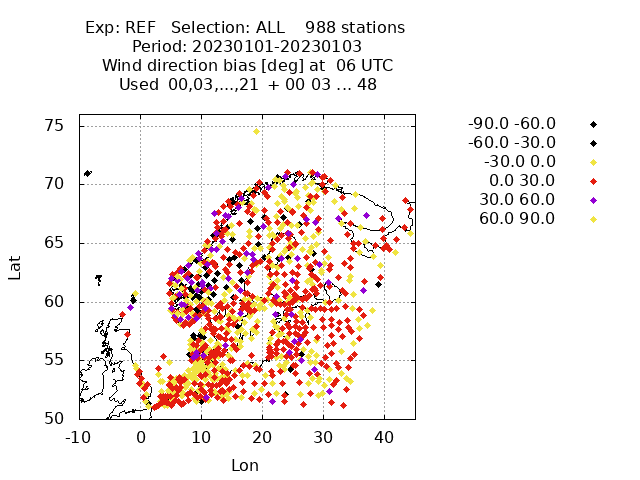 Exp: REF   Selection: ALL    988 stations
Period: 20230101-20230103
Wind direction bias [deg] at  06 UTC
Used  00,03,...,21  + 00 03 ... 48
-90.0 -60.0
-60.0 -30.0
-30.0 0.0
0.0 30.0
30.0 60.0
60.0 90.0
75
70
65
60
55
50
Lat
-10 0 10 20 30 40
Lon